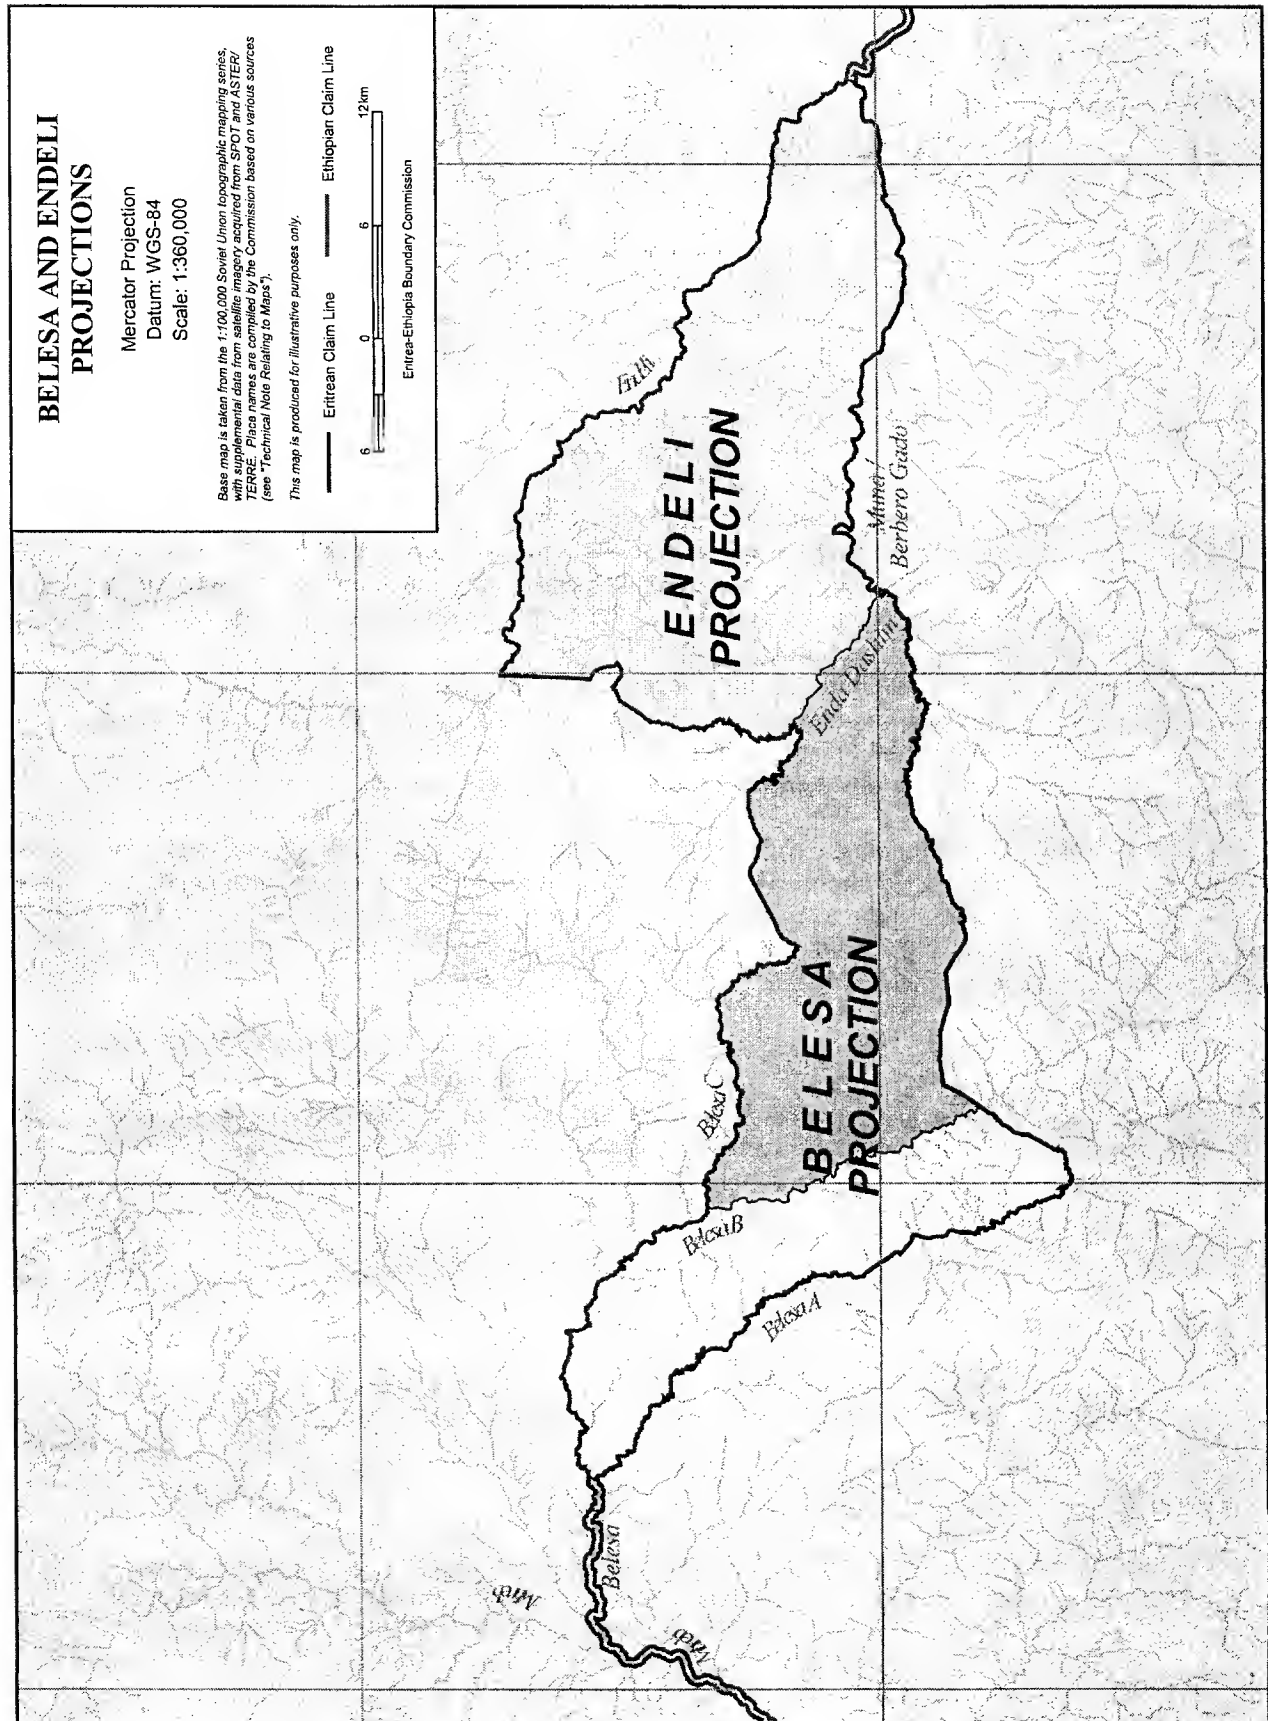 BELESA AND ENDELI
PROJECTIONS
Mercator Projection
Datum: WGS-84
Scale: 1:360,000
Base map is taken from the 1:100,000 Soviet Union topographic mapping series,
with supplemental data from satellite imagery acquired from SPOT and ASTER/
TERRE. Place names are compiled by the Commission based on various sources
(see "Technical Note Relating to Maps").
This map is produced for illustrative purposes only.
Eritrean Claim Line
Ethiopian Claim Line
6
0
6
12km
Eritrea-Ethiopia Boundary Commission
Mereb
Mereb
Belesa
Belesa A
Belesa B
Belesa C
BELESA
PROJECTION
Enda Dashim
ENDELI
PROJECTION
Endli
Muna/
Berbero Gado